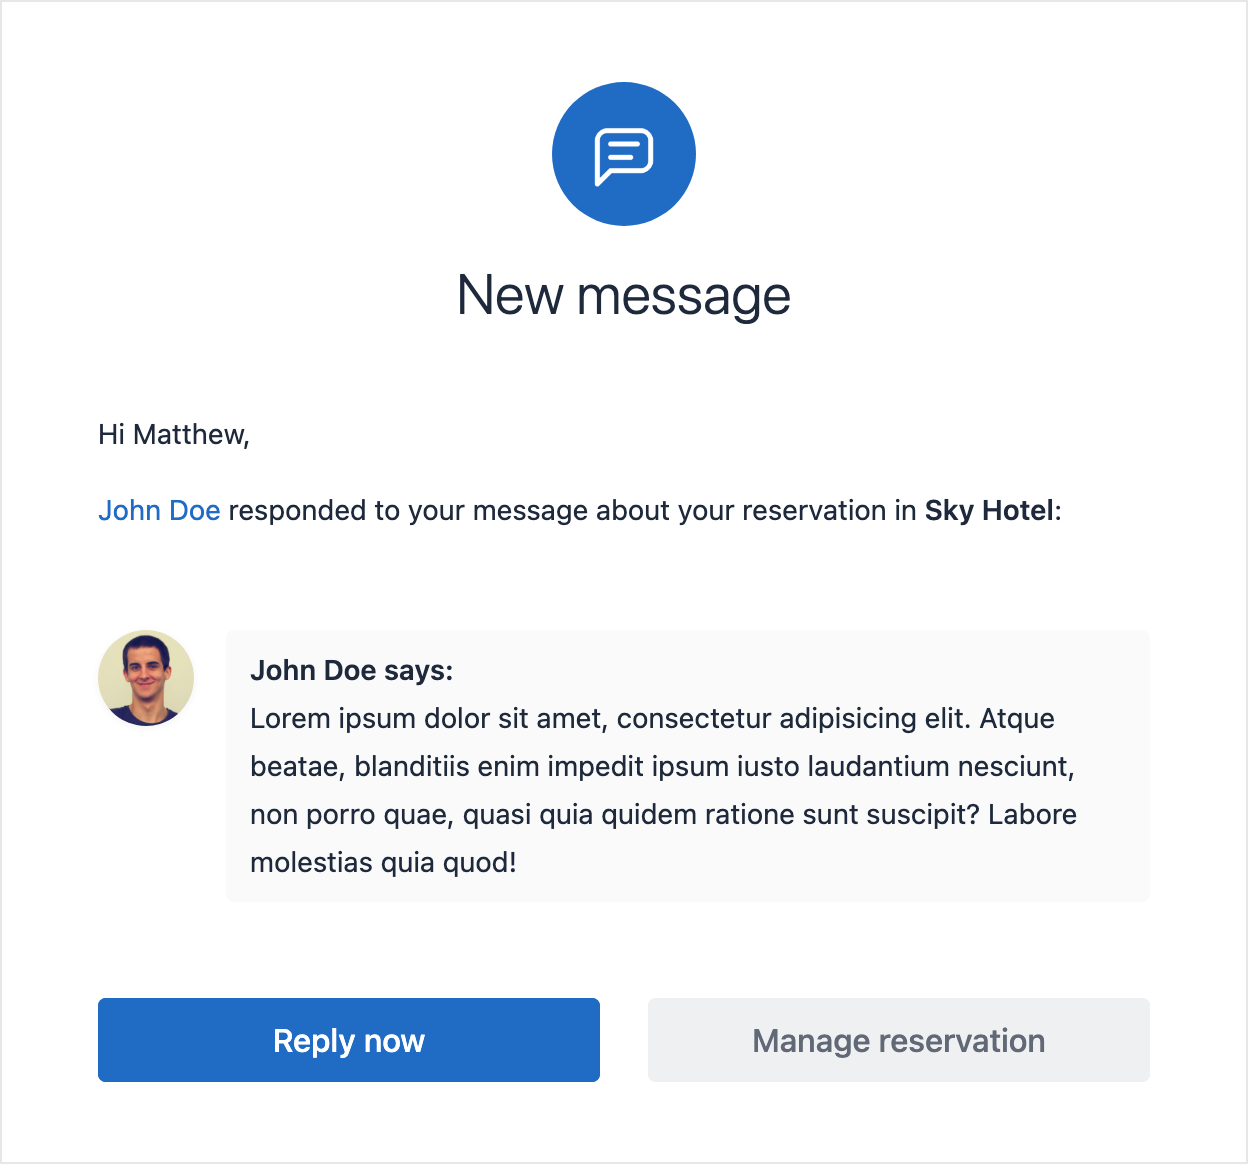 New message
Hi Matthew,
John Doe responded to your message about your reservation in Sky Hotel:
John Doe says:
Lorem ipsum dolor sit amet, consectetur adipisicing elit. Atque
beatae, blanditiis enim impedit ipsum iusto laudantium nesciunt,
non porro quae, quasi quia quidem ratione sunt suscipit? Labore
molestias quia quod!
Reply now
Manage reservation